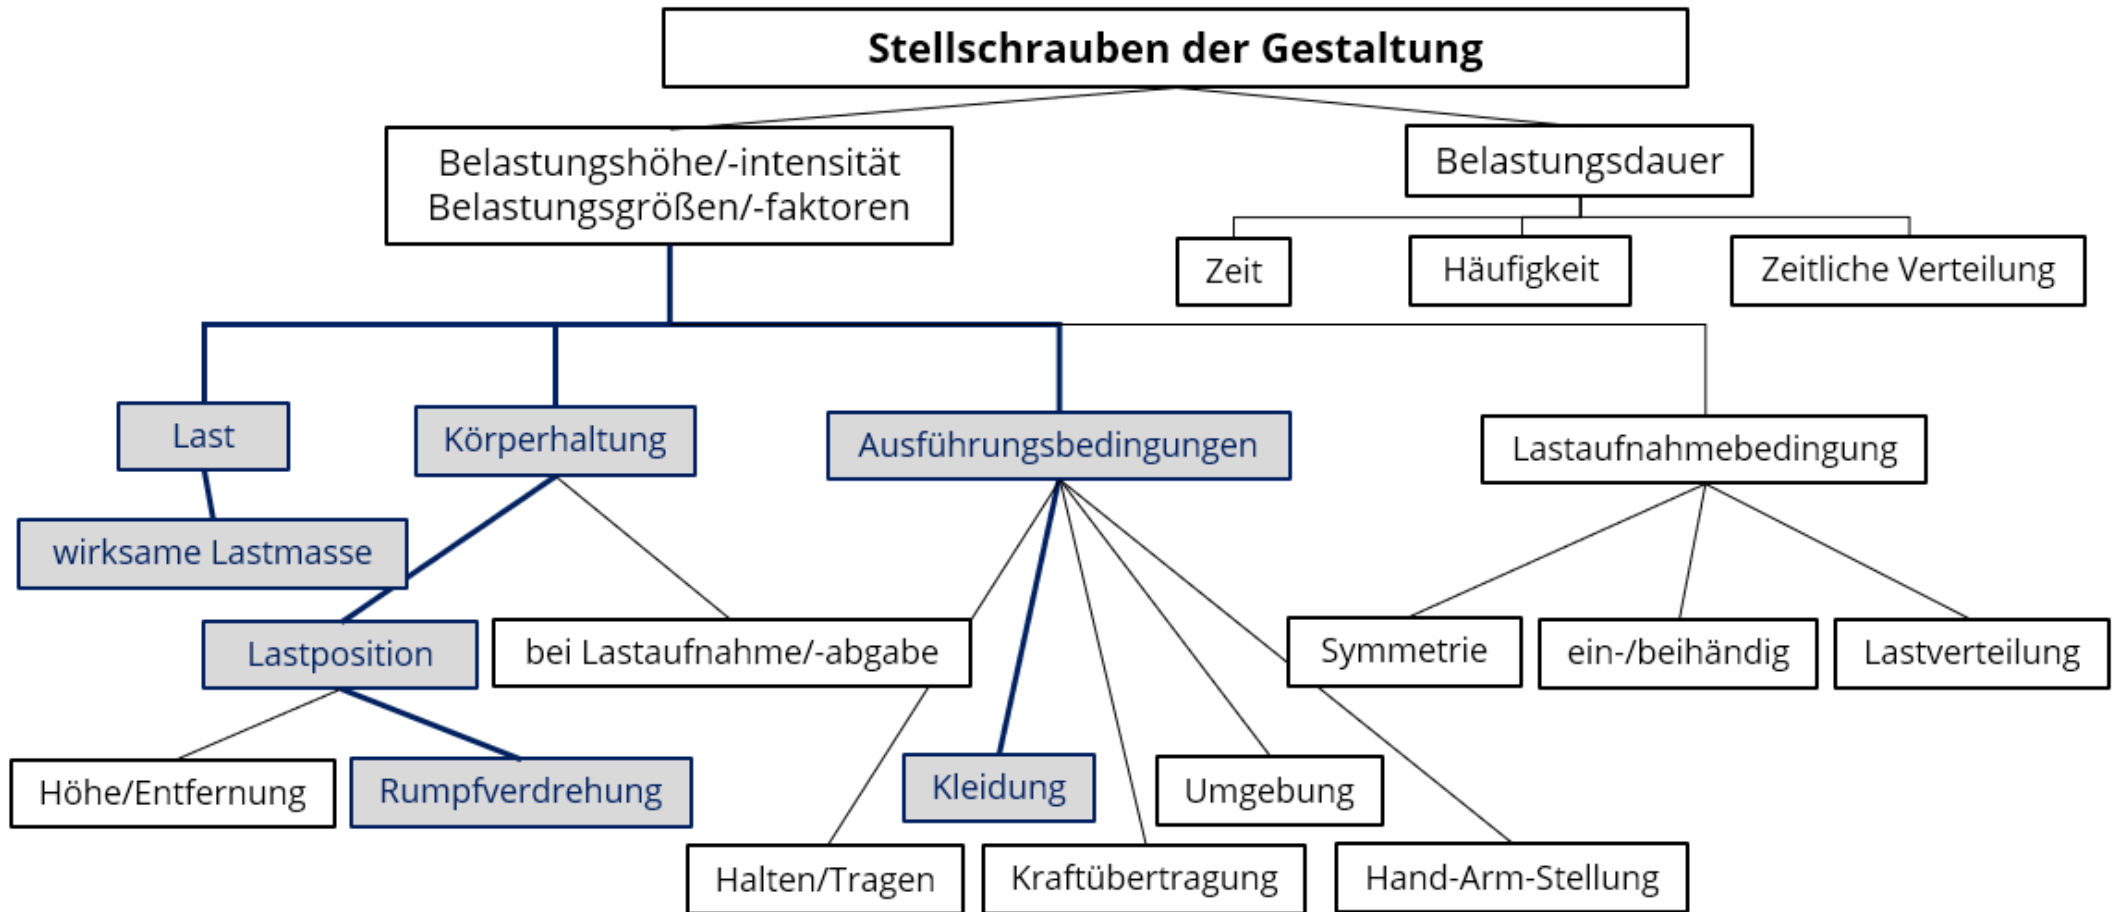 Stellschrauben der Gestaltung
Belastungshöhe/-intensität
Belastungsgrößen/-faktoren
Belastungsdauer
Zeit
Häufigkeit
Zeitliche Verteilung
Last
Körperhaltung
Ausführungsbedingungen
Lastaufnahmebedingung
wirksame Lastmasse
Lastposition
bei Lastaufnahme/-abgabe
Symmetrie
ein-/beihändig
Lastverteilung
Höhe/Entfernung
Rumpfverdrehung
Kleidung
Umgebung
Halten/Tragen
Kraftübertragung
Hand-Arm-Stellung